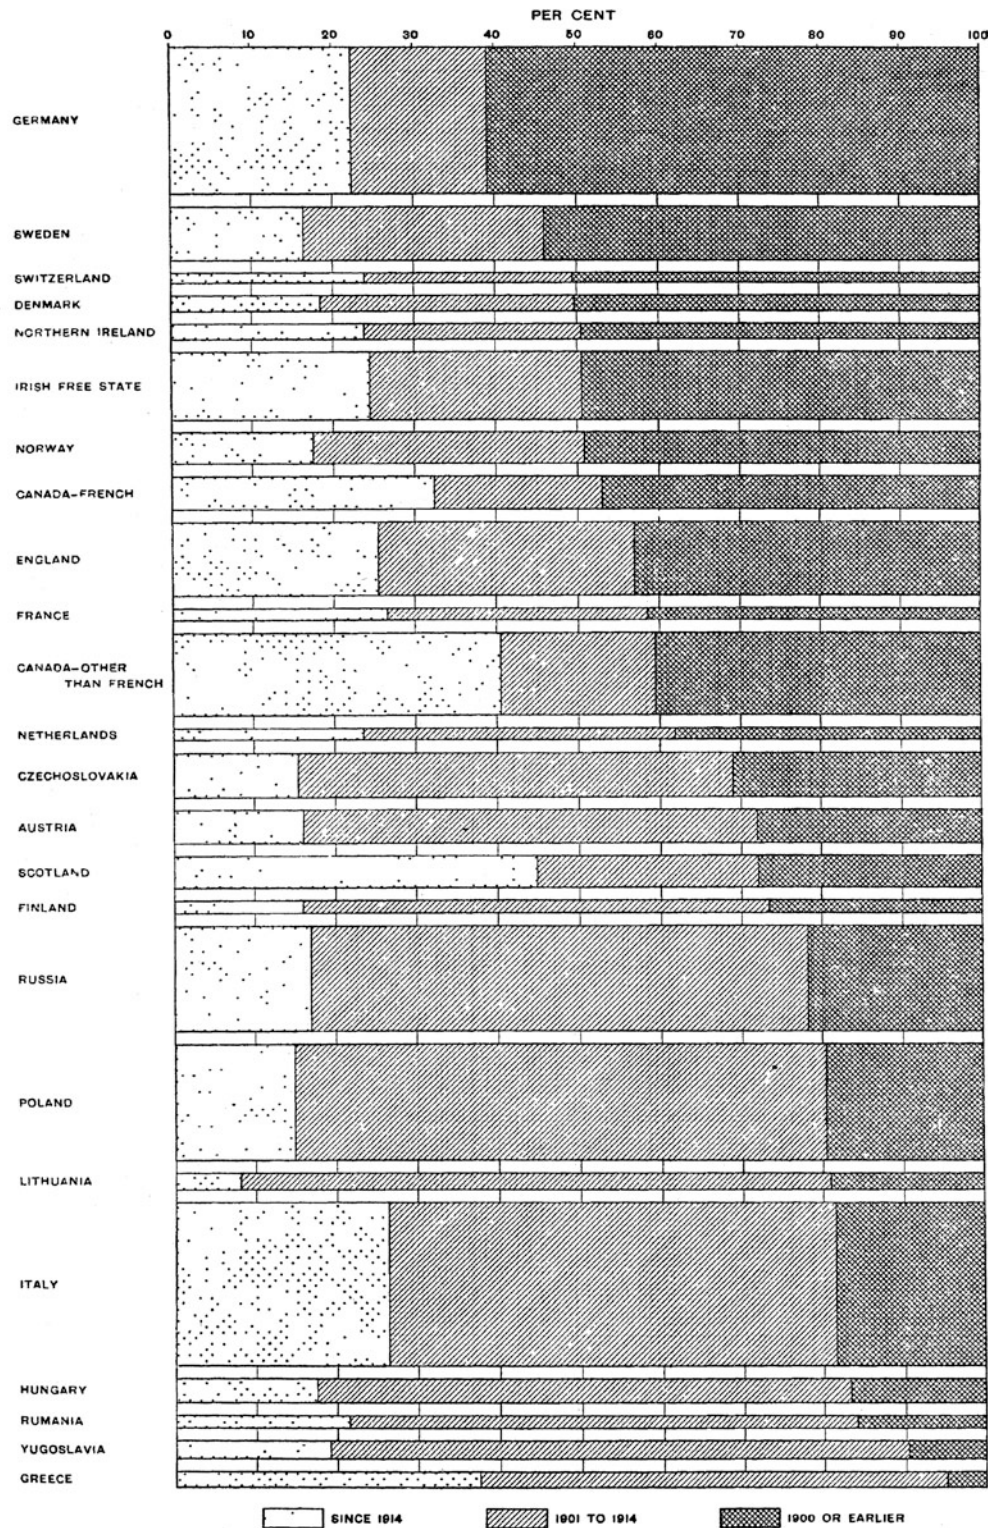 PER CENT
0 10 20 30 40 50 60 70 80 90 100
GERMANY
SWEDEN
SWITZERLAND
DENMARK
NORTHERN IRELAND
IRISH FREE STATE
NORWAY
CANADA-FRENCH
ENGLAND
FRANCE
CANADA-OTHER
THAN FRENCH
NETHERLANDS
CZECHOSLOVAKIA
AUSTRIA
SCOTLAND
FINLAND
RUSSIA
POLAND
LITHUANIA
ITALY
HUNGARY
RUMANIA
YUGOSLAVIA
GREECE
SINCE 1914 1901 TO 1914 1900 OR EARLIER